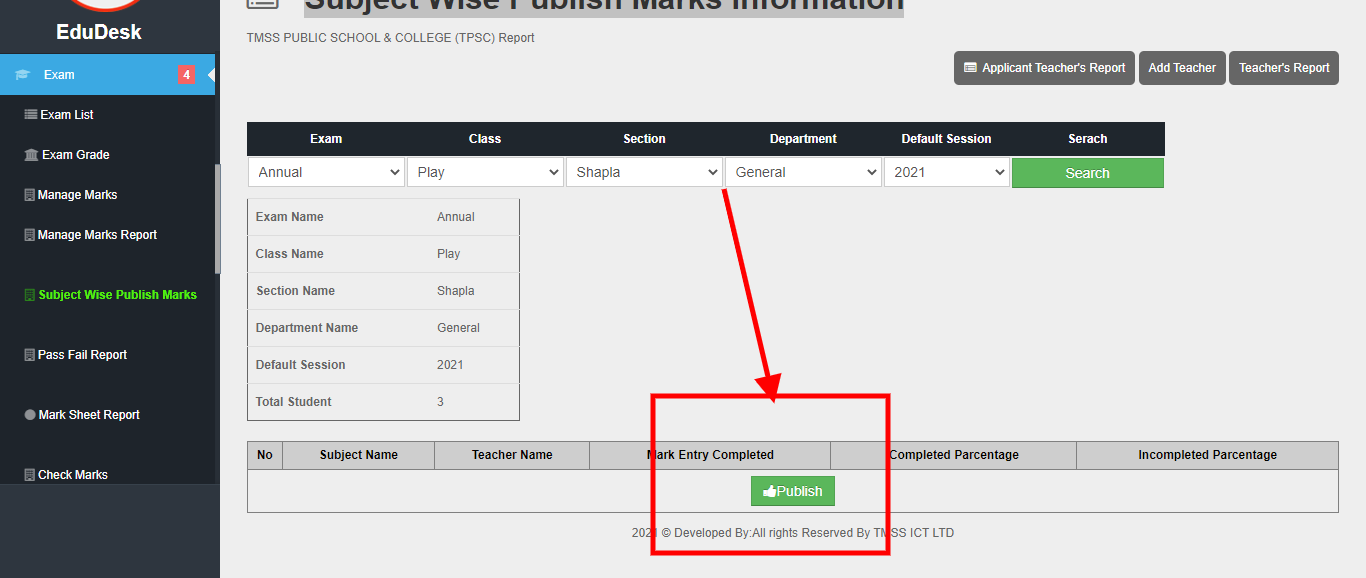 Subject Wise Publish Marks Information
EduDesk
TMSS PUBLIC SCHOOL & COLLEGE (TPSC) Report
Applicant Teacher's Report Add Teacher Teacher's Report
Exam 4
Exam List
Exam Grade
Manage Marks
Manage Marks Report
Subject Wise Publish Marks
Pass Fail Report
Mark Sheet Report
Check Marks
Exam Class Section Department Default Session Serach
Annual Play Shapla General 2021 Search
Exam Name Annual
Class Name Play
Section Name Shapla
Department Name General
Default Session 2021
Total Student 3
No Subject Name Teacher Name Mark Entry Completed Completed Parcentage Incompleted Parcentage
Publish
2021 © Developed By:All rights Reserved By TMSS ICT LTD